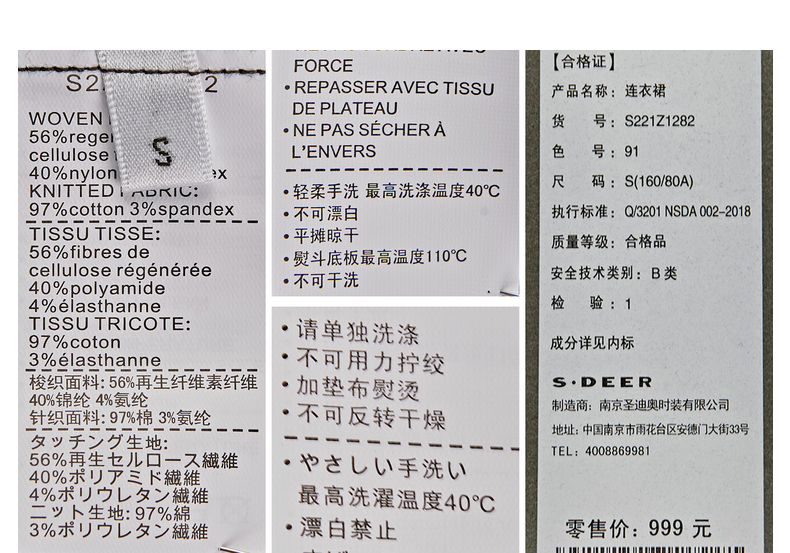 S2
2
S
WOVEN
56%rege
cellulose
40%nylon
ex
KNITTED FABRIC:
97%cotton 3%spandex
TISSU TISSE:
56%fibres de
cellulose régénérée
40%polyamide
4%élasthanne
TISSU TRICOTE:
97%coton
3%élasthanne
梭织面料: 56%再生纤维素纤维
40%锦纶 4%氨纶
针织面料: 97%棉 3%氨纶
タッチング生地:
56%再生セルロース繊維
40%ポリアミド繊維
4%ポリウレタン繊維
ニット生地: 97%綿
3%ポリウレタン繊維
FORCE
•REPASSER AVEC TISSU
DE PLATEAU
•NE PAS SÉCHER À
L'ENVERS
•轻柔手洗 最高洗涤温度40℃
•不可漂白
•平摊晾干
•熨斗底板最高温度110℃
•不可干洗
•请单独洗涤
•不可用力拧绞
•加垫布熨烫
•不可反转干燥
•やさしい手洗い
最高洗濯温度40℃
•漂白禁止
【合格证】
产品名称: 连衣裙
货 号: S221Z1282
色 号: 91
尺 码: S(160/80A)
执行标准: Q/3201 NSDA 002-2018
质量等级: 合格品
安全技术类别: B 类
检 验: 1
成分详见内标
S·DEER
制造商: 南京圣迪奥时装有限公司
地址: 中国南京市雨花台区安德门大街33号
TEL: 4008869981
零售价: 999 元